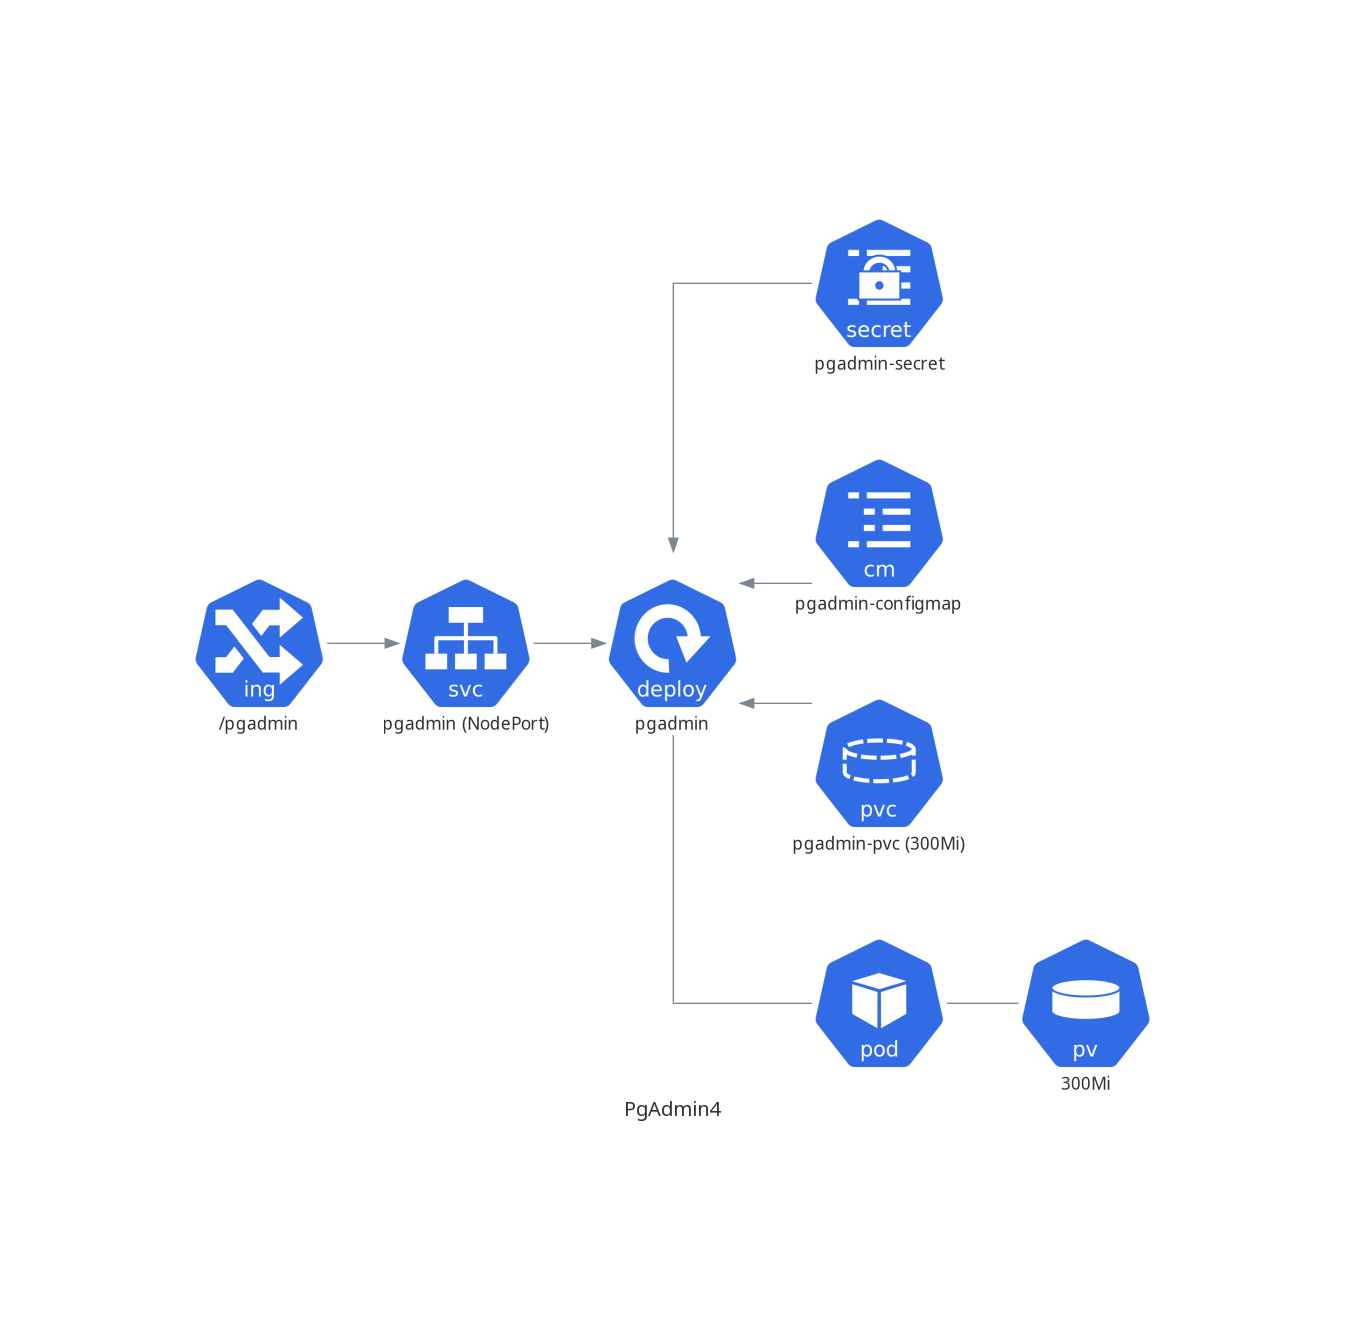 secret
pgadmin-secret
cm
pgadmin-configmap
ing
/pgadmin
svc
pgadmin (NodePort)
deploy
pgadmin
pvc
pgadmin-pvc (300Mi)
pod
pv
300Mi
PgAdmin4